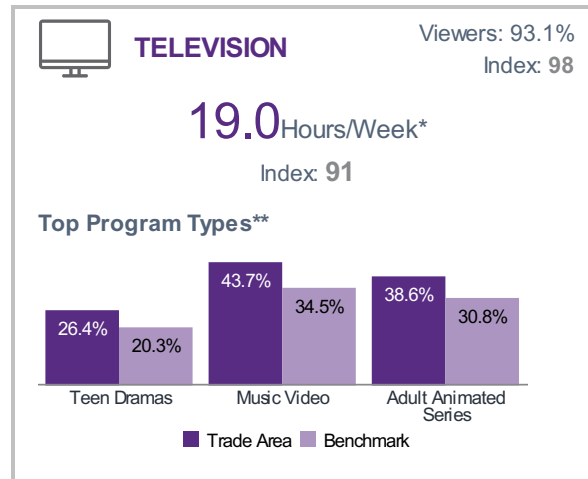 TELEVISION
Viewers: 93.1%
Index: 98
19.0Hours/Week*
Index: 91
Top Program Types**
26.4%
20.3%
43.7%
34.5%
38.6%
30.8%
Teen Dramas
Music Video
Adult Animated
Series
Trade Area
Benchmark